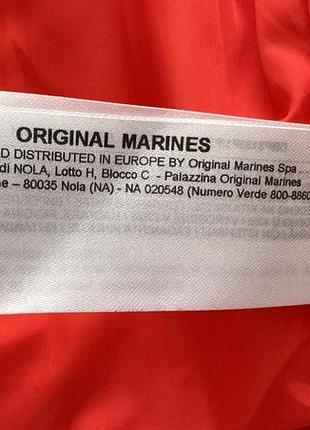 ORIGINAL MARINES
D DISTRIBUTED IN EUROPE BY Original Marines Spa
di NOLA, Lotto H, Blocco C - Palazzina Original Marines
ne – 80035 Nola (NA) - NA 020548 (Numero Verde 800-8860